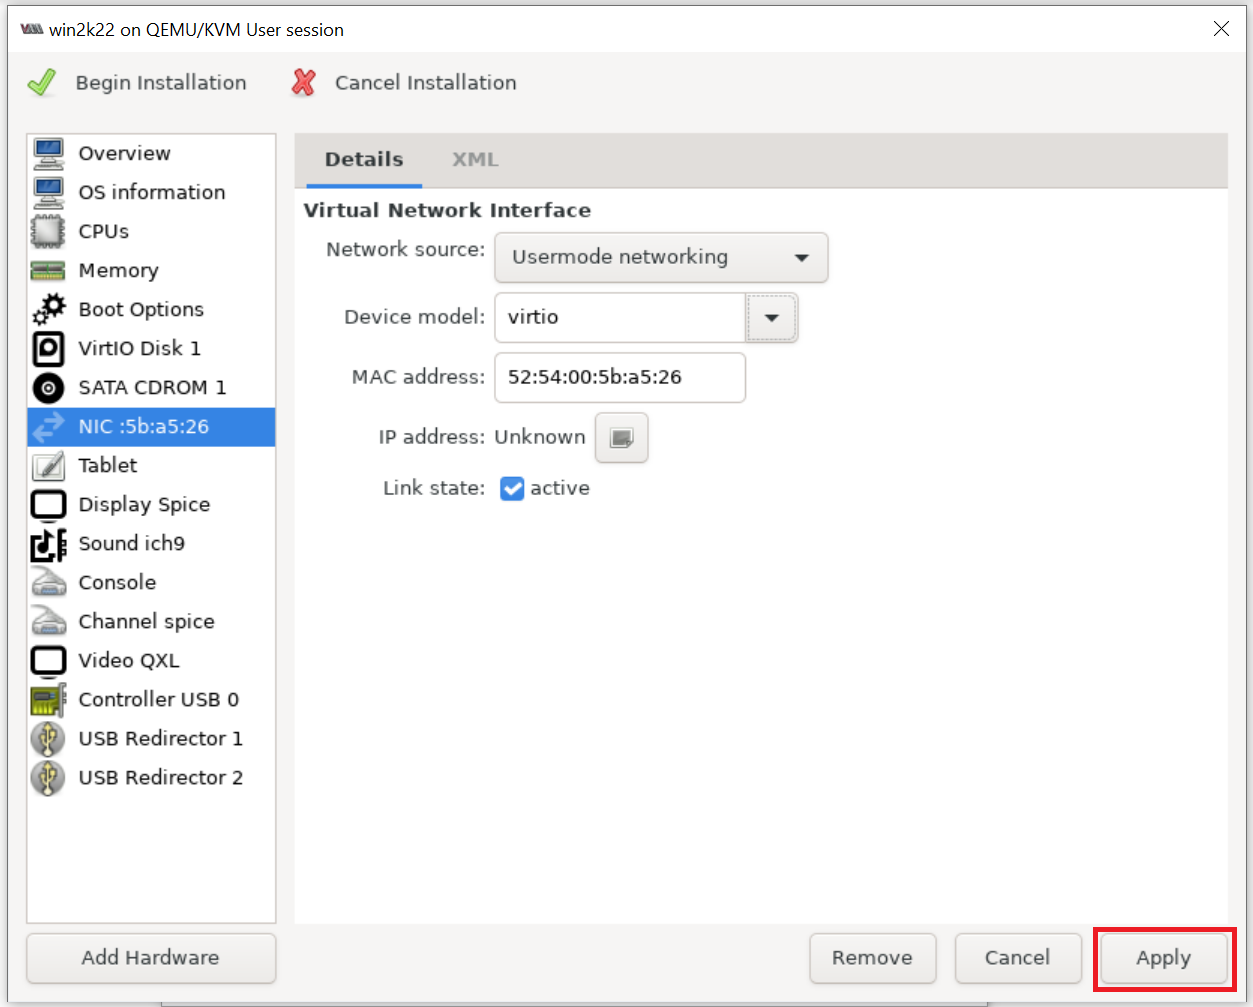 win2k22 on QEMU/KVM User session
Begin Installation Cancel Installation
Overview
OS information
CPUs
Memory
Boot Options
VirtIO Disk 1
SATA CDROM 1
NIC :5b:a5:26
Tablet
Display Spice
Sound ich9
Console
Channel spice
Video QXL
Controller USB 0
USB Redirector 1
USB Redirector 2
Add Hardware
Details XML
Virtual Network Interface
Network source: Usermode networking
Device model: virtio
MAC address: 52:54:00:5b:a5:26
IP address: Unknown
Link state: active
Remove Cancel Apply